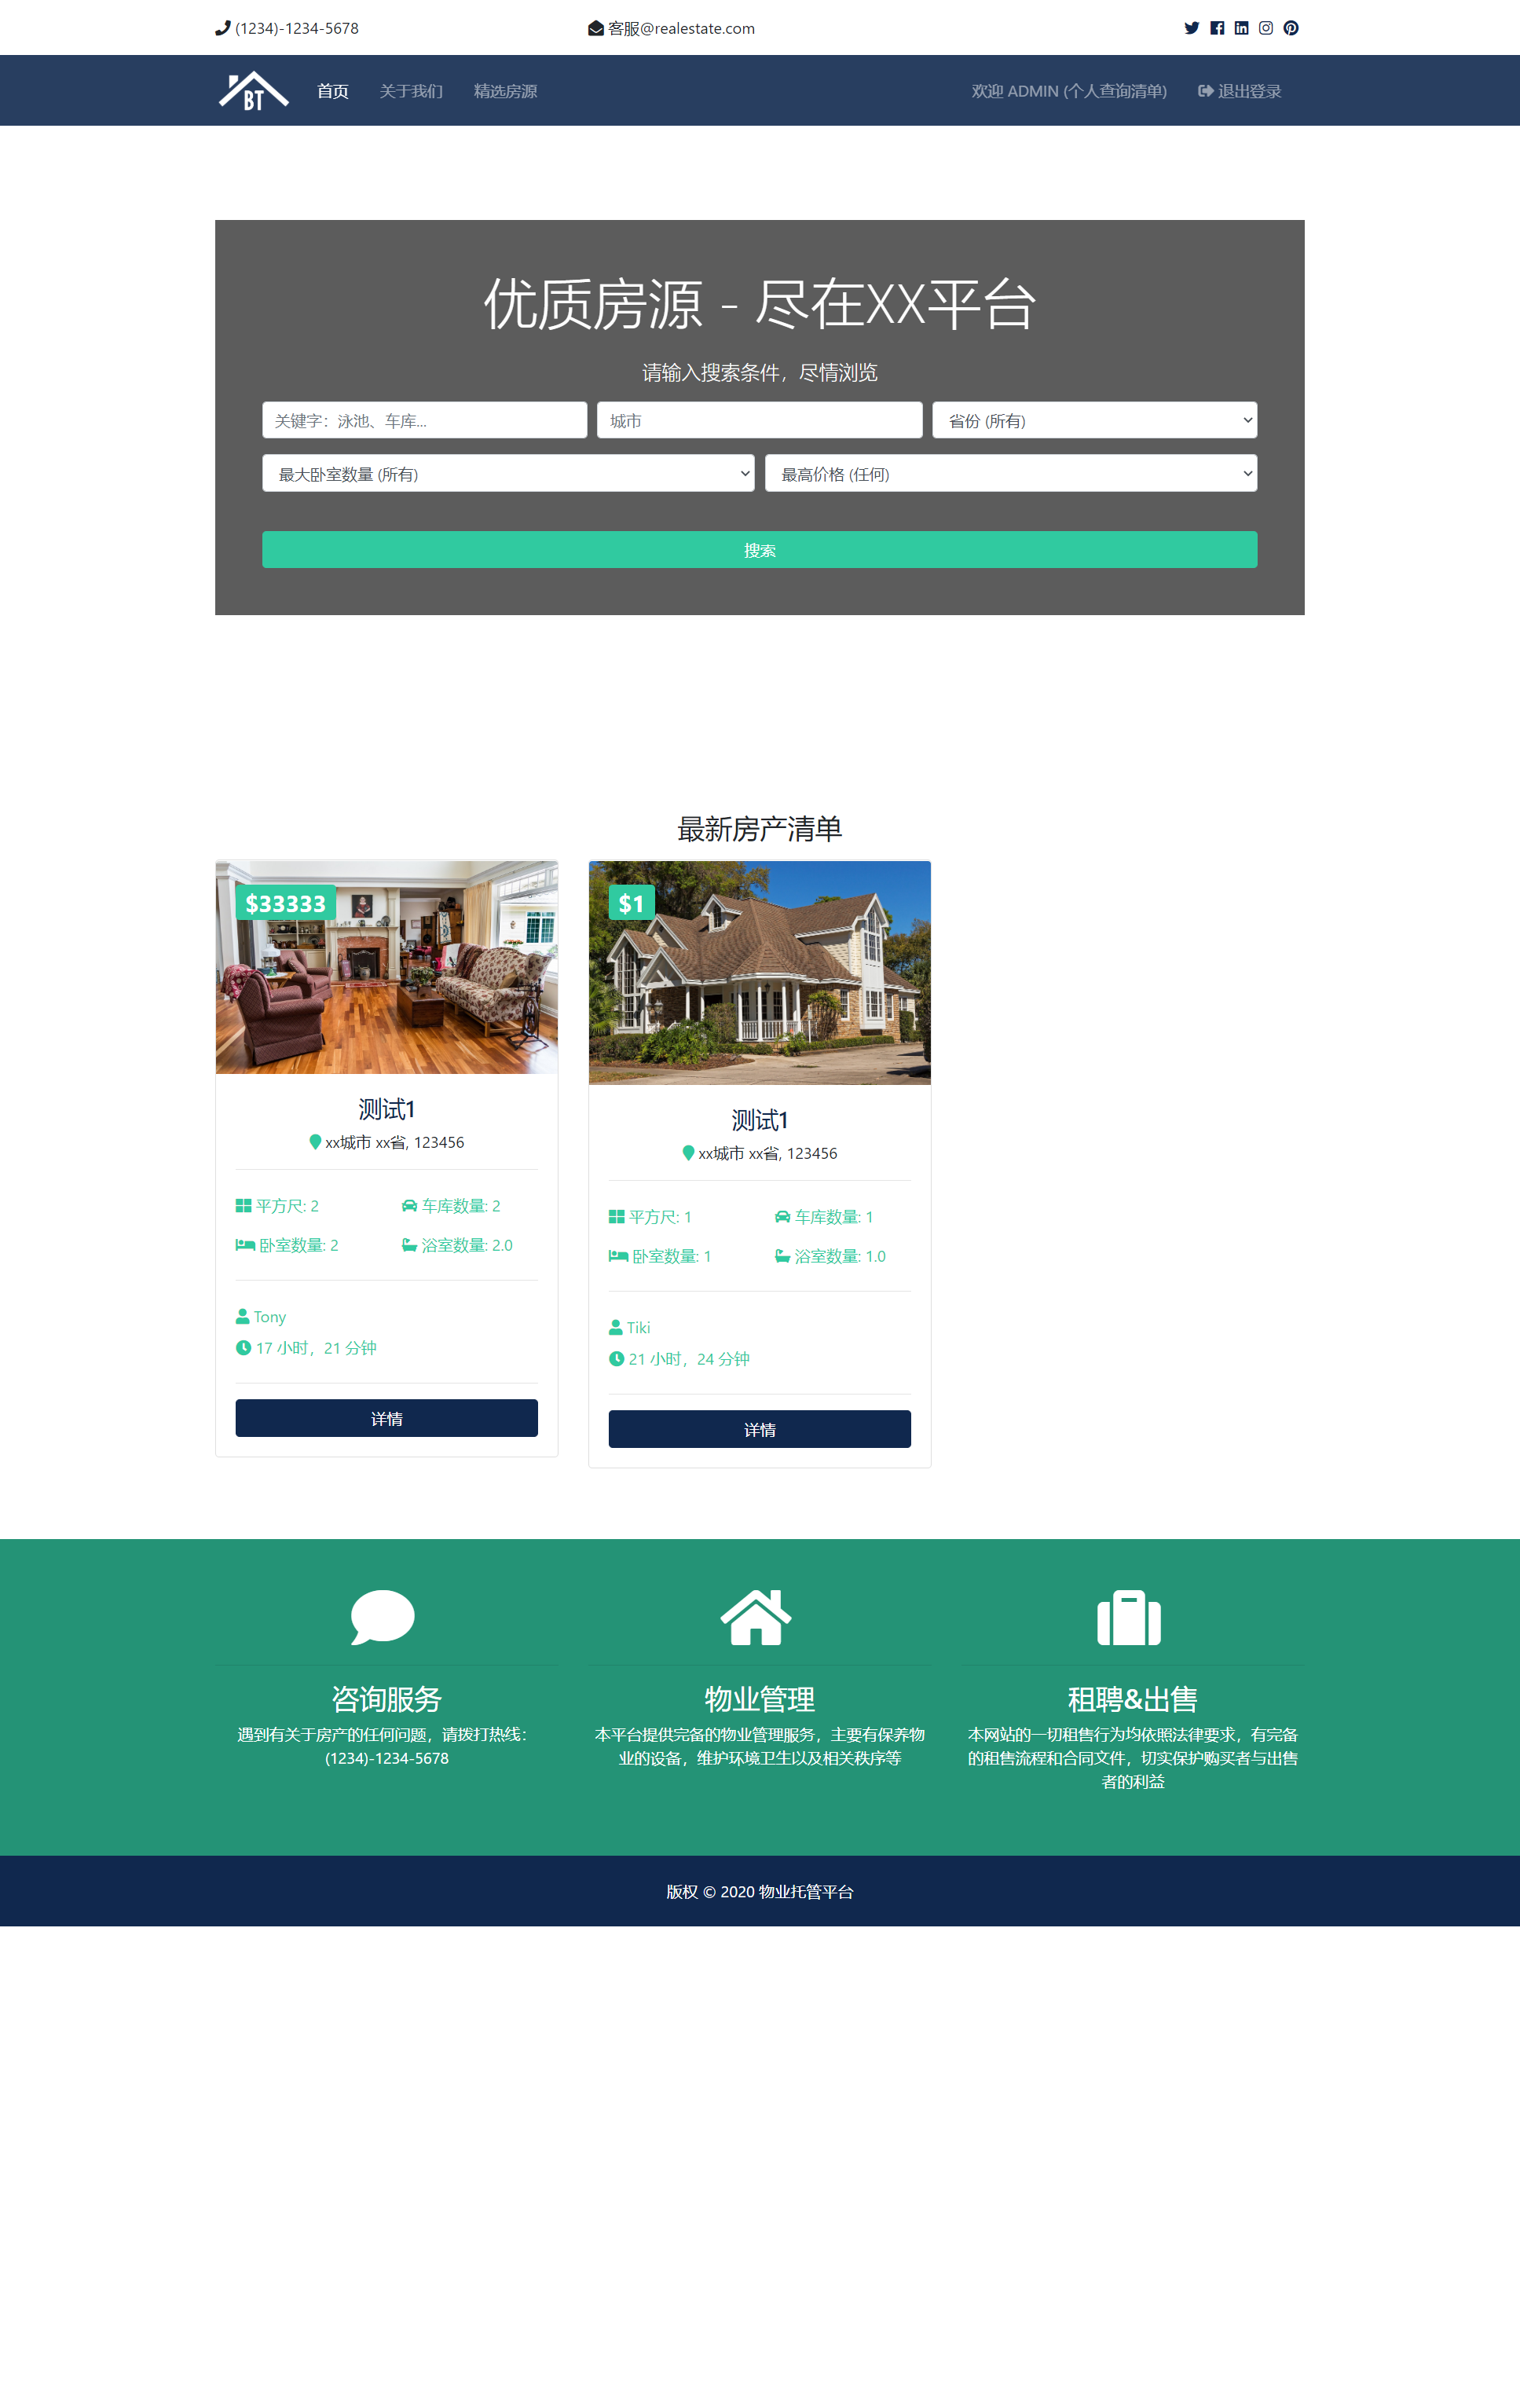 (1234)-1234-5678
客服@realestate.com
BT
首页
关于我们
精选房源
欢迎 ADMIN (个人查询清单)
退出登录
优质房源 - 尽在XX平台
请输入搜索条件，尽情浏览
关键字：泳池、车库...
城市
省份 (所有)
最大卧室数量 (所有)
最高价格 (任何)
搜索
最新房产清单
$33333
测试1
xx城市 xx省, 123456
平方尺: 2
车库数量: 2
卧室数量: 2
浴室数量: 2.0
Tony
17 小时，21 分钟
详情
$1
测试1
xx城市 xx省, 123456
平方尺: 1
车库数量: 1
卧室数量: 1
浴室数量: 1.0
Tiki
21 小时，24 分钟
详情
咨询服务
遇到有关于房产的任何问题，请拨打热线：
(1234)-1234-5678
物业管理
本平台提供完备的物业管理服务，主要有保养物
业的设备，维护环境卫生以及相关秩序等
租聘&出售
本网站的一切租售行为均依照法律要求，有完备
的租售流程和合同文件，切实保护购买者与出售
者的利益
版权 © 2020 物业托管平台